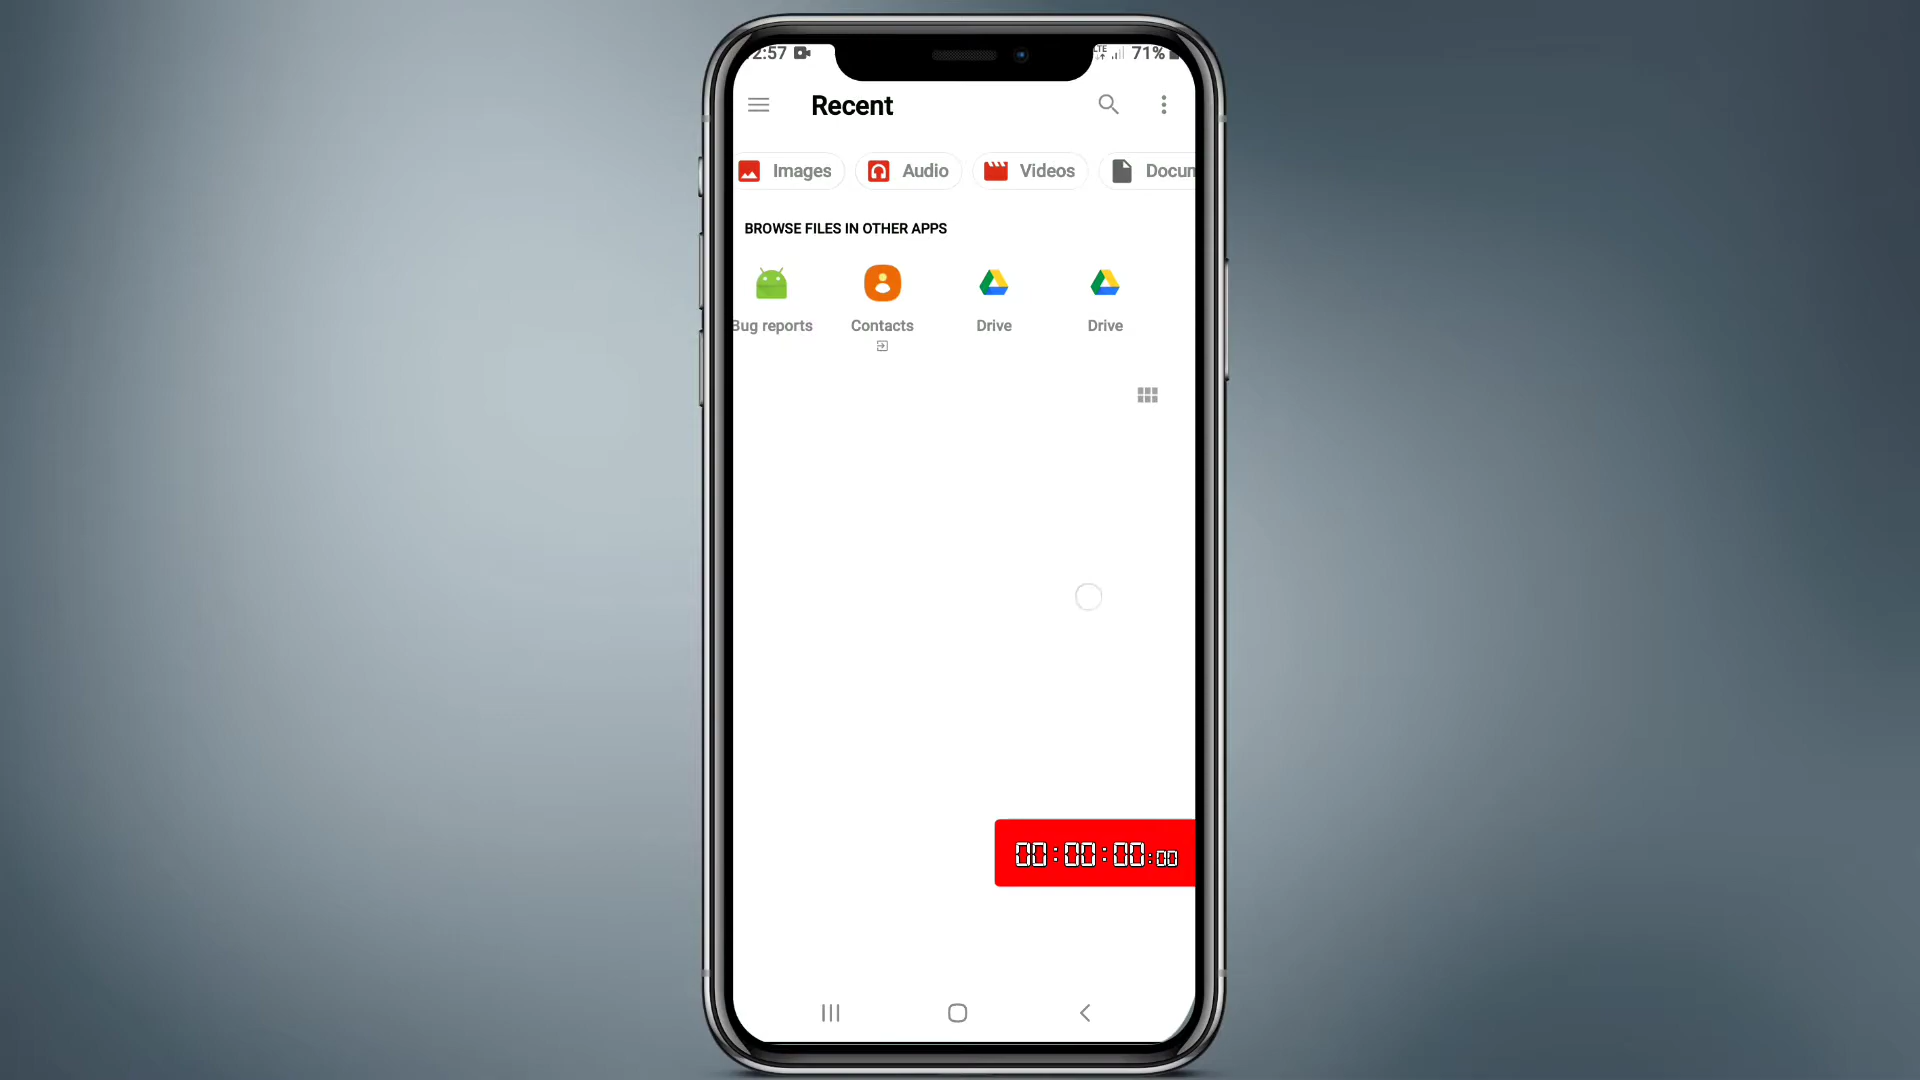 2:57 LTE 71%
Recent
Images Audio Videos Docum
BROWSE FILES IN OTHER APPS
Bug reports Contacts Drive Drive
00:00:00:00